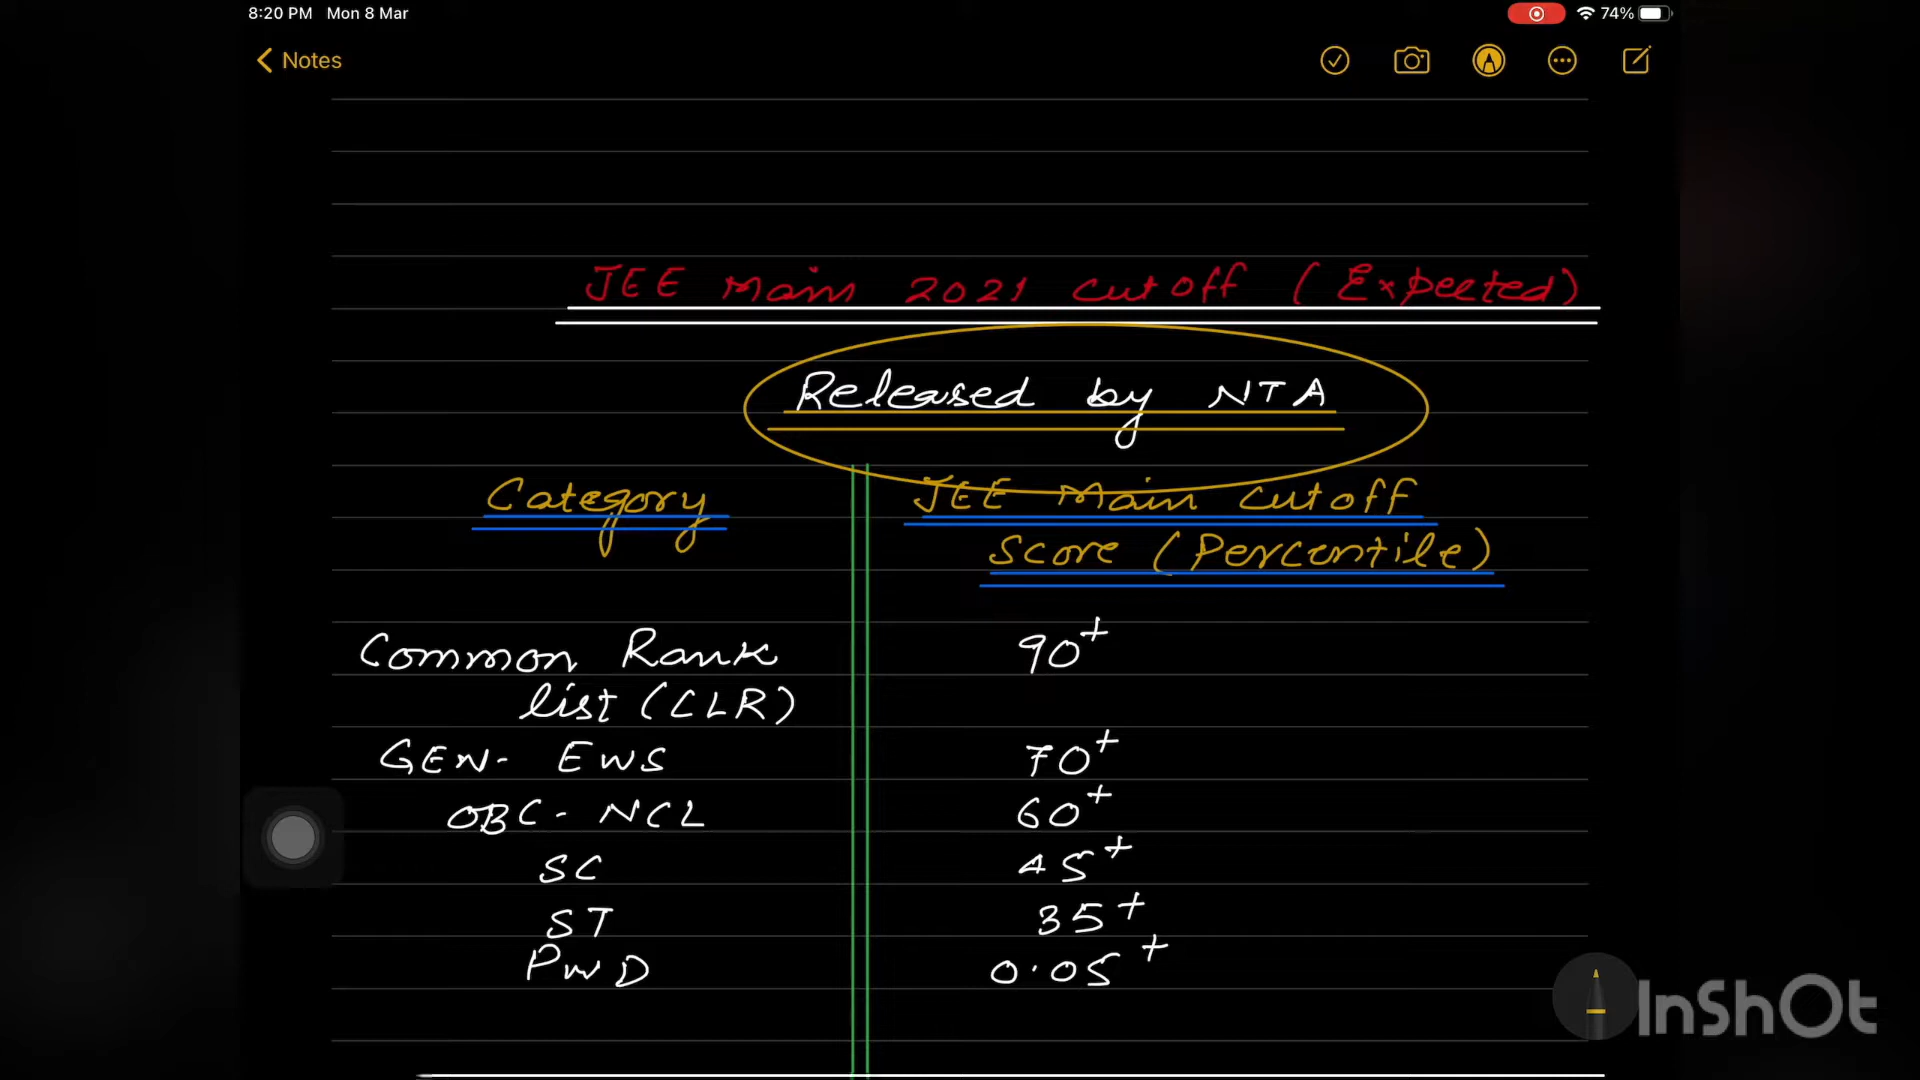 8:20 PM Mon 8 Mar 74%
Notes
JEE Main 2021 cutoff (Expected)
Released by NTA
Category JEE Main cutoff
Score (Percentile)
Common Rank 90+
list (CLR)
GEN- EWS 70+
OBC- NCL 60+
SC 45+
ST 35+
PWD 0.05+
InShOt